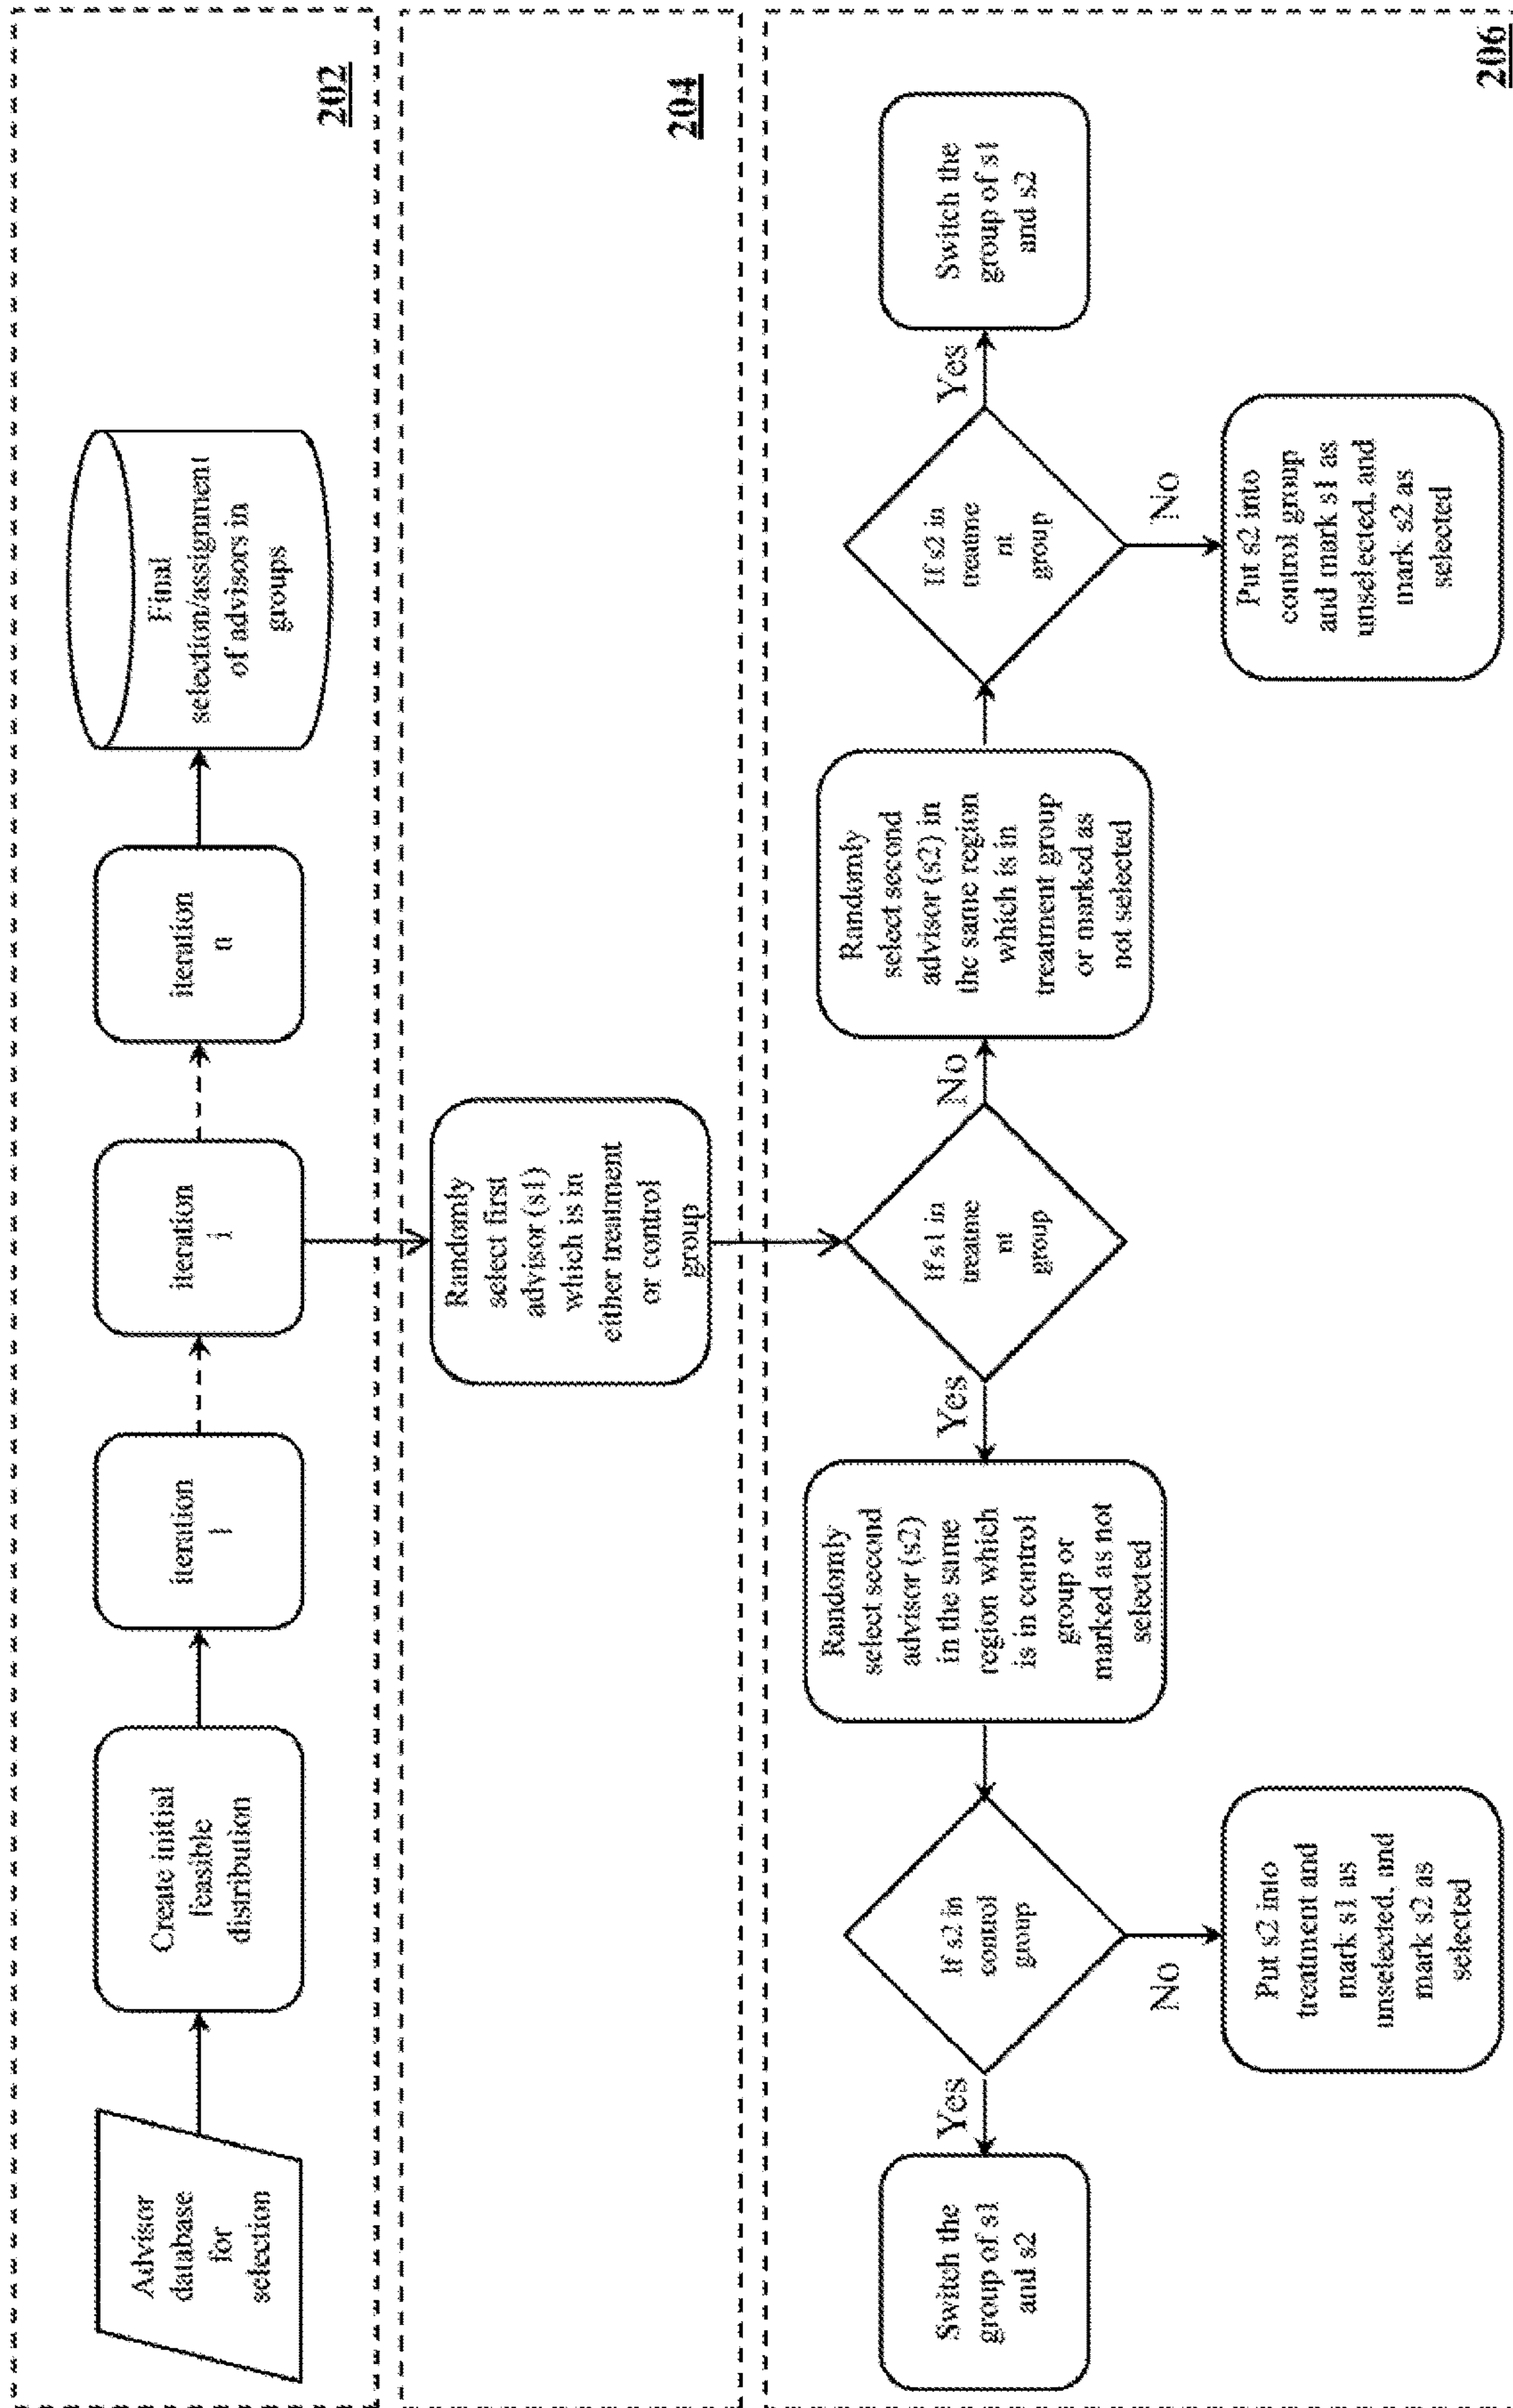 Advisor
database
for
selection
Create initial
feasible
distribution
iteration
1
iteration
i
iteration
n
Final
selection/assignment
of advisors in
groups
202
Randomly
select first
advisor (s1)
which is in
either treatment
or control
group
204
Switch the
group of s1
and s2
Yes
If s2 in
control
group
No
Put s2 into
treatment and
mark s1 as
unselected, and
mark s2 as
selected
Randomly
select second
advisor (s2)
in the same
region which
is in control
group or
marked as not
selected
Yes
If s1 in
treatme
nt
group
No
Randomly
select second
advisor (s2) in
the same region
which is in
treatment group
or marked as
not selected
If s2 in
treatme
nt
group
Yes
Switch the
group of s1
and s2
No
Put s2 into
control group
and mark s1 as
unselected, and
mark s2 as
selected
206